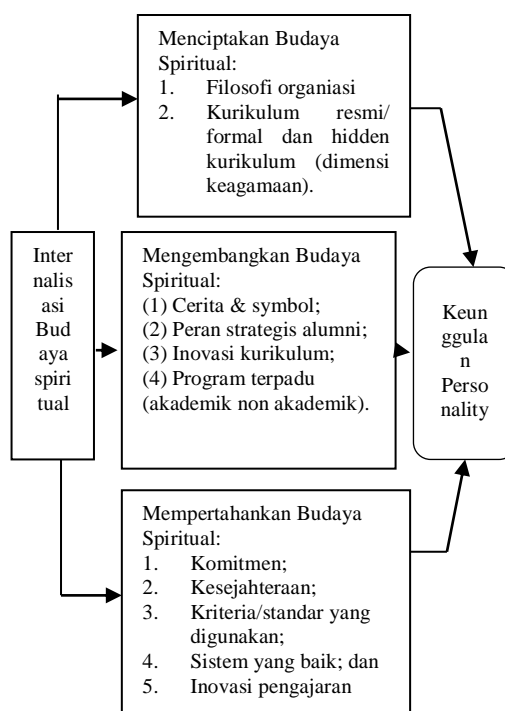 Menciptakan Budaya
Spiritual:
1. Filosofi organiasi
2. Kurikulum resmi/
formal dan hidden
kurikulum (dimensi
keagamaan).
Inter
nalis
asi
Bud
aya
spiri
tual
Mengembangkan Budaya
Spiritual:
(1) Cerita & symbol;
(2) Peran strategis alumni;
(3) Inovasi kurikulum;
(4) Program terpadu
(akademik non akademik).
Keun
ggula
n
Perso
nality
Mempertahankan Budaya
Spiritual:
1. Komitmen;
2. Kesejahteraan;
3. Kriteria/standar yang
digunakan;
4. Sistem yang baik; dan
5. Inovasi pengajaran